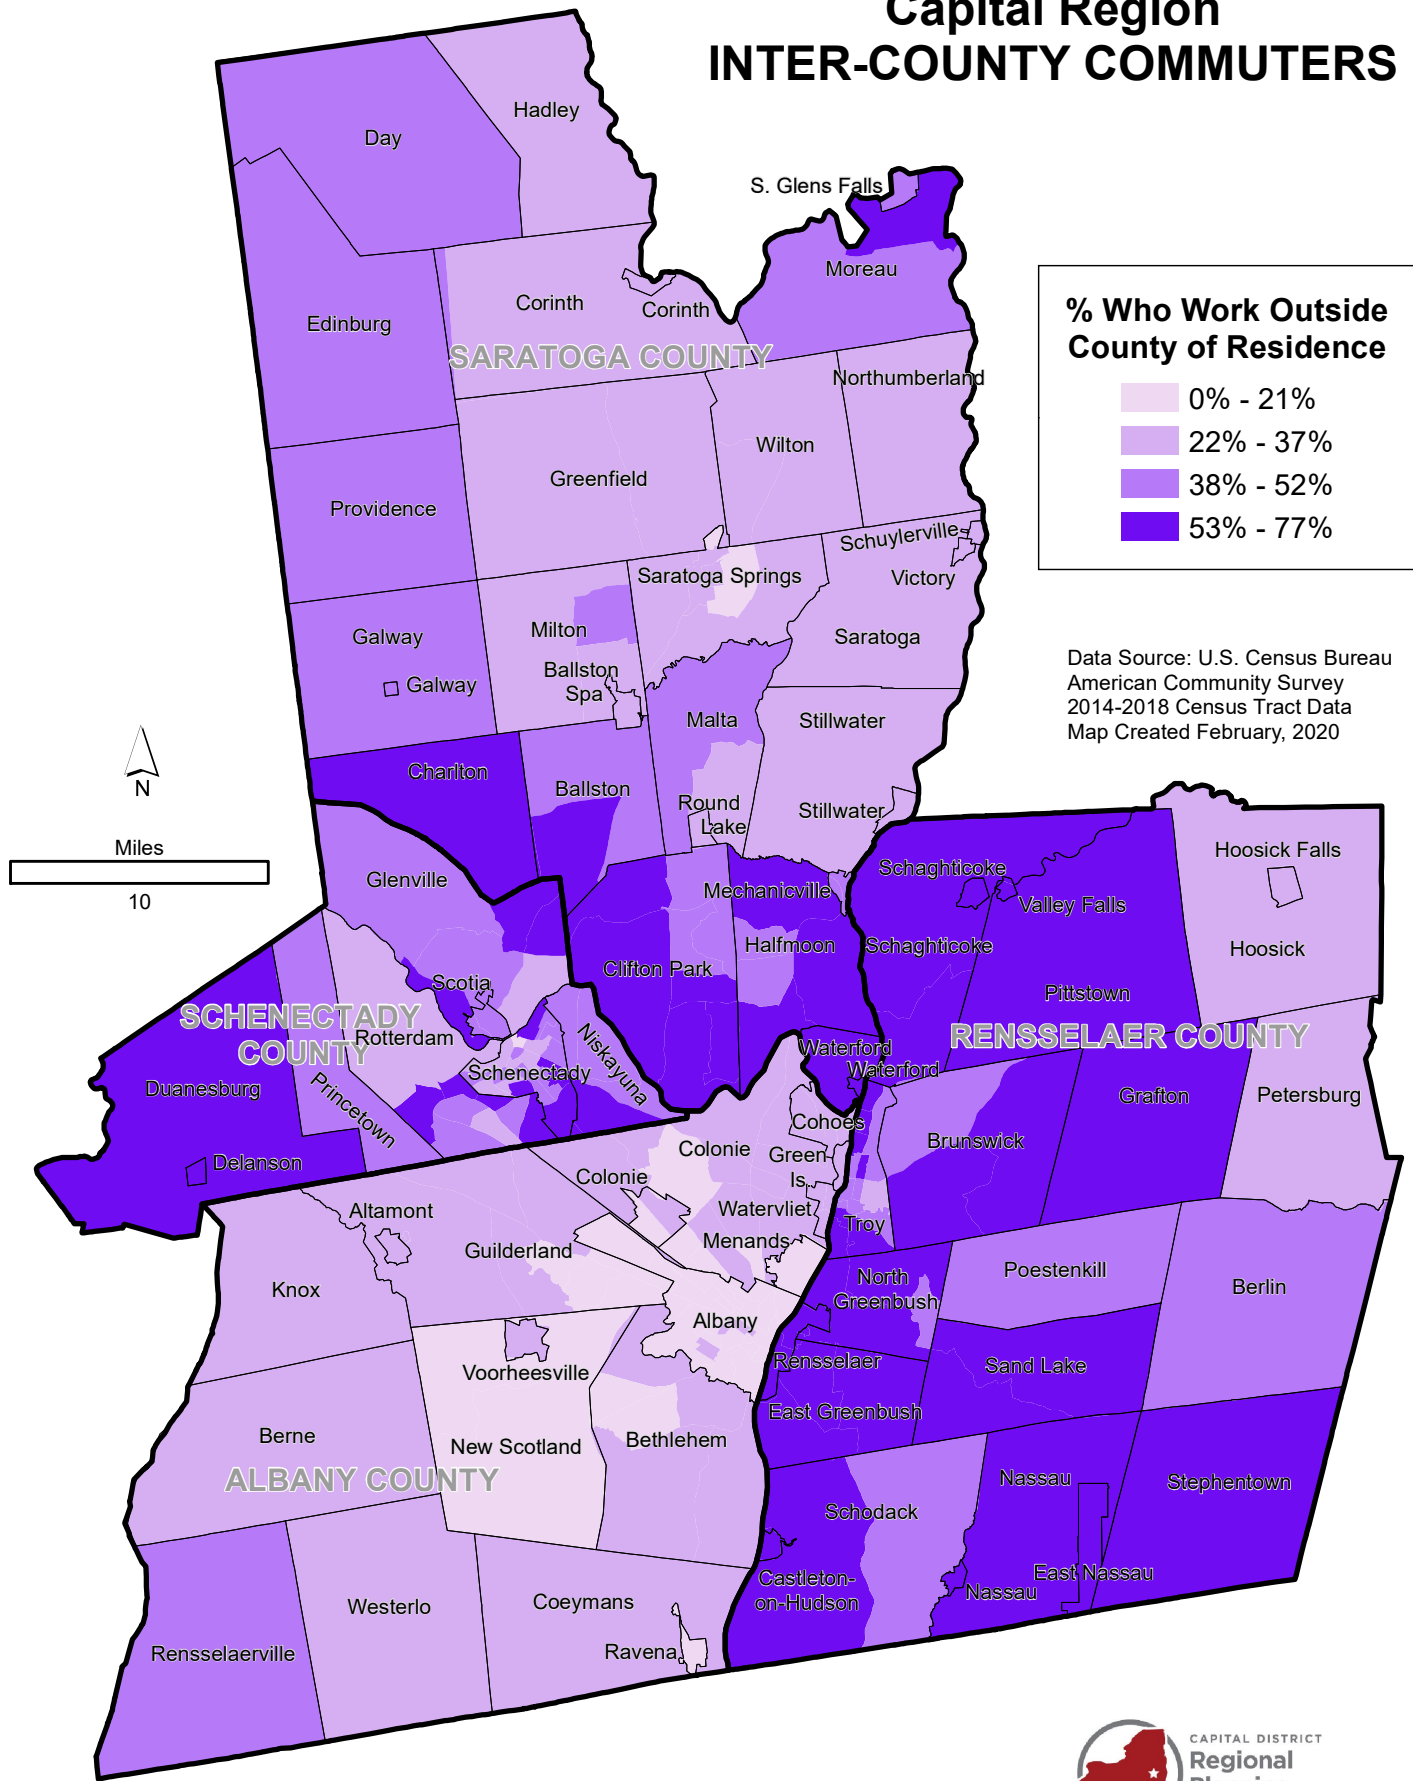 Capital Region
INTER-COUNTY COMMUTERS
Hadley
Day
S. Glens Falls
Moreau
Corinth
Corinth
Edinburg
SARATOGA COUNTY
% Who Work Outside
County of Residence
0% - 21%
22% - 37%
38% - 52%
53% - 77%
Northumberland
Wilton
Greenfield
Providence
Schuylerville
Victory
Saratoga Springs
Milton
Galway
Saratoga
Ballston
Spa
Galway
Data Source: U.S. Census Bureau
American Community Survey
2014-2018 Census Tract Data
Map Created February, 2020
Malta
Stillwater
Charlton
Ballston
Round
Lake
Stillwater
N
Miles
10
Glenville
Mechanicville
Schaghticoke
Valley Falls
Hoosick Falls
Halfmoon
Schaghticoke
Hoosick
Clifton Park
Scotia
Pittstown
SCHENECTADY
COUNTY
Rotterdam
RENSSELAER COUNTY
Waterford
Waterford
Niskayuna
Schenectady
Duanesburg
Princetown
Grafton
Petersburg
Cohoes
Brunswick
Colonie
Green
Is.
Delanson
Colonie
Altamont
Watervliet
Troy
Menands
Guilderland
Knox
North
Greenbush
Poestenkill
Berlin
Albany
Rensselaer
Sand Lake
Voorheesville
East Greenbush
Berne
New Scotland
Bethlehem
ALBANY COUNTY
Nassau
Stephentown
Schodack
East Nassau
Castleton-
on-Hudson
Nassau
Westerlo
Coeymans
Ravena
Rensselaerville
CAPITAL DISTRICT
Regional